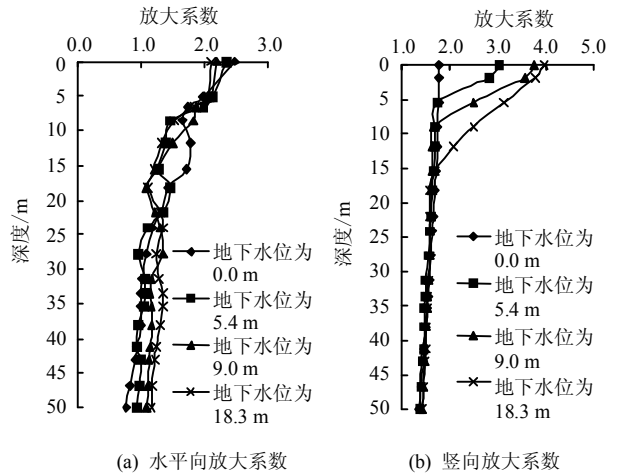 放大系数
0.0 1.0 2.0 3.0
0
5
10
15
20
25
30
35
40
45
50
深度/m
地下水位为
0.0 m
地下水位为
5.4 m
地下水位为
9.0 m
地下水位为
18.3 m
(a) 水平向放大系数
放大系数
1.0 2.0 3.0 4.0 5.0
0
5
10
15
20
25
30
35
40
45
50
深度/m
地下水位为
0.0 m
地下水位为
5.4 m
地下水位为
9.0 m
地下水位为
18.3 m
(b) 竖向放大系数